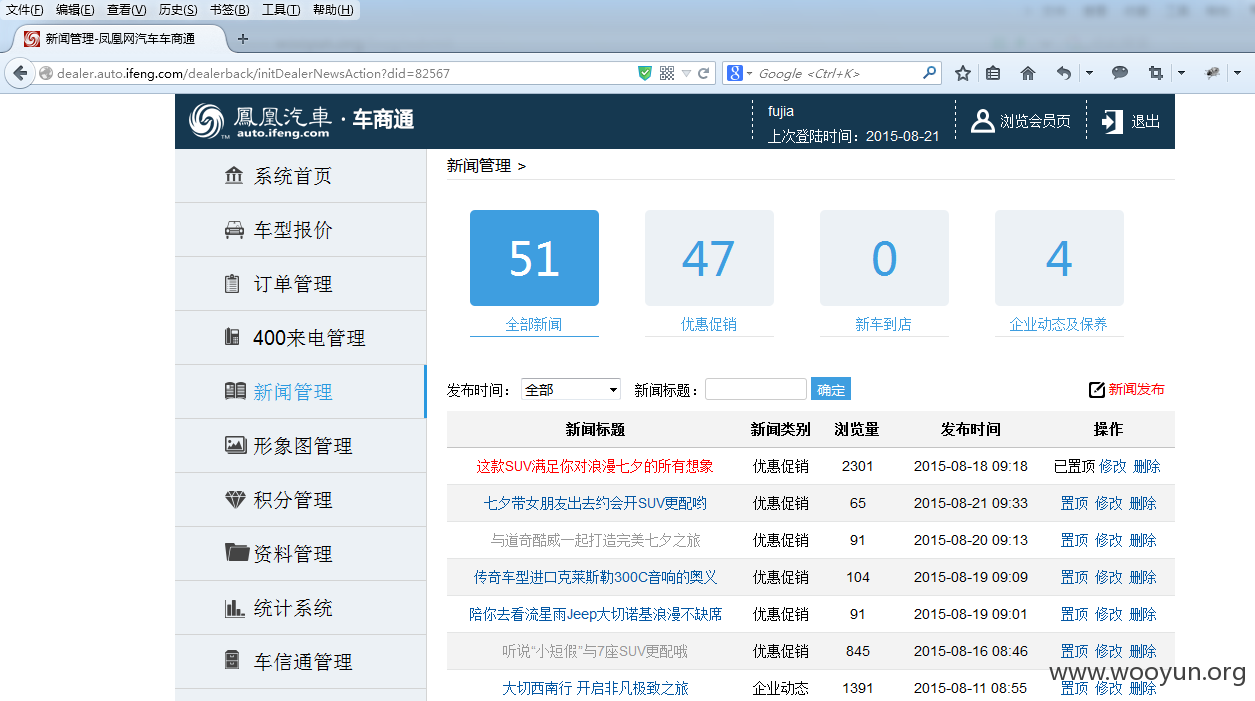 文件(F) 编辑(E) 查看(V) 历史(S) 书签(B) 工具(T) 帮助(H)
新闻管理-凤凰网汽车车商通 +
dealer.auto.ifeng.com/dealerback/initDealerNewsAction?did=82567 8 Google <Ctrl+K>
鳳凰汽車 · 车商通
TM auto.ifeng.com
fujia
上次登陆时间：2015-08-21
浏览会员页
退出
系统首页
车型报价
订单管理
400来电管理
新闻管理
形象图管理
积分管理
资料管理
统计系统
车信通管理
新闻管理 >
51 47 0 4
全部新闻 优惠促销 新车到店 企业动态及保养
发布时间： 全部 新闻标题： 确定 新闻发布
新闻标题 新闻类别 浏览量 发布时间 操作
这款SUV满足你对浪漫七夕的所有想象 优惠促销 2301 2015-08-18 09:18 已置顶 修改 删除
七夕带女朋友出去约会开SUV更配哟 优惠促销 65 2015-08-21 09:33 置顶 修改 删除
与道奇酷威一起打造完美七夕之旅 优惠促销 91 2015-08-20 09:13 置顶 修改 删除
传奇车型进口克莱斯勒300C音响的奥义 优惠促销 104 2015-08-19 09:09 置顶 修改 删除
陪你去看流星雨Jeep大切诺基浪漫不缺席 优惠促销 91 2015-08-19 09:01 置顶 修改 删除
听说“小短假”与7座SUV更配哦 优惠促销 845 2015-08-16 08:46 置顶 修改 删除
大切西南行 开启非凡极致之旅 企业动态 1391 2015-08-11 08:55 置顶 修改 删除
www.wooyun.org